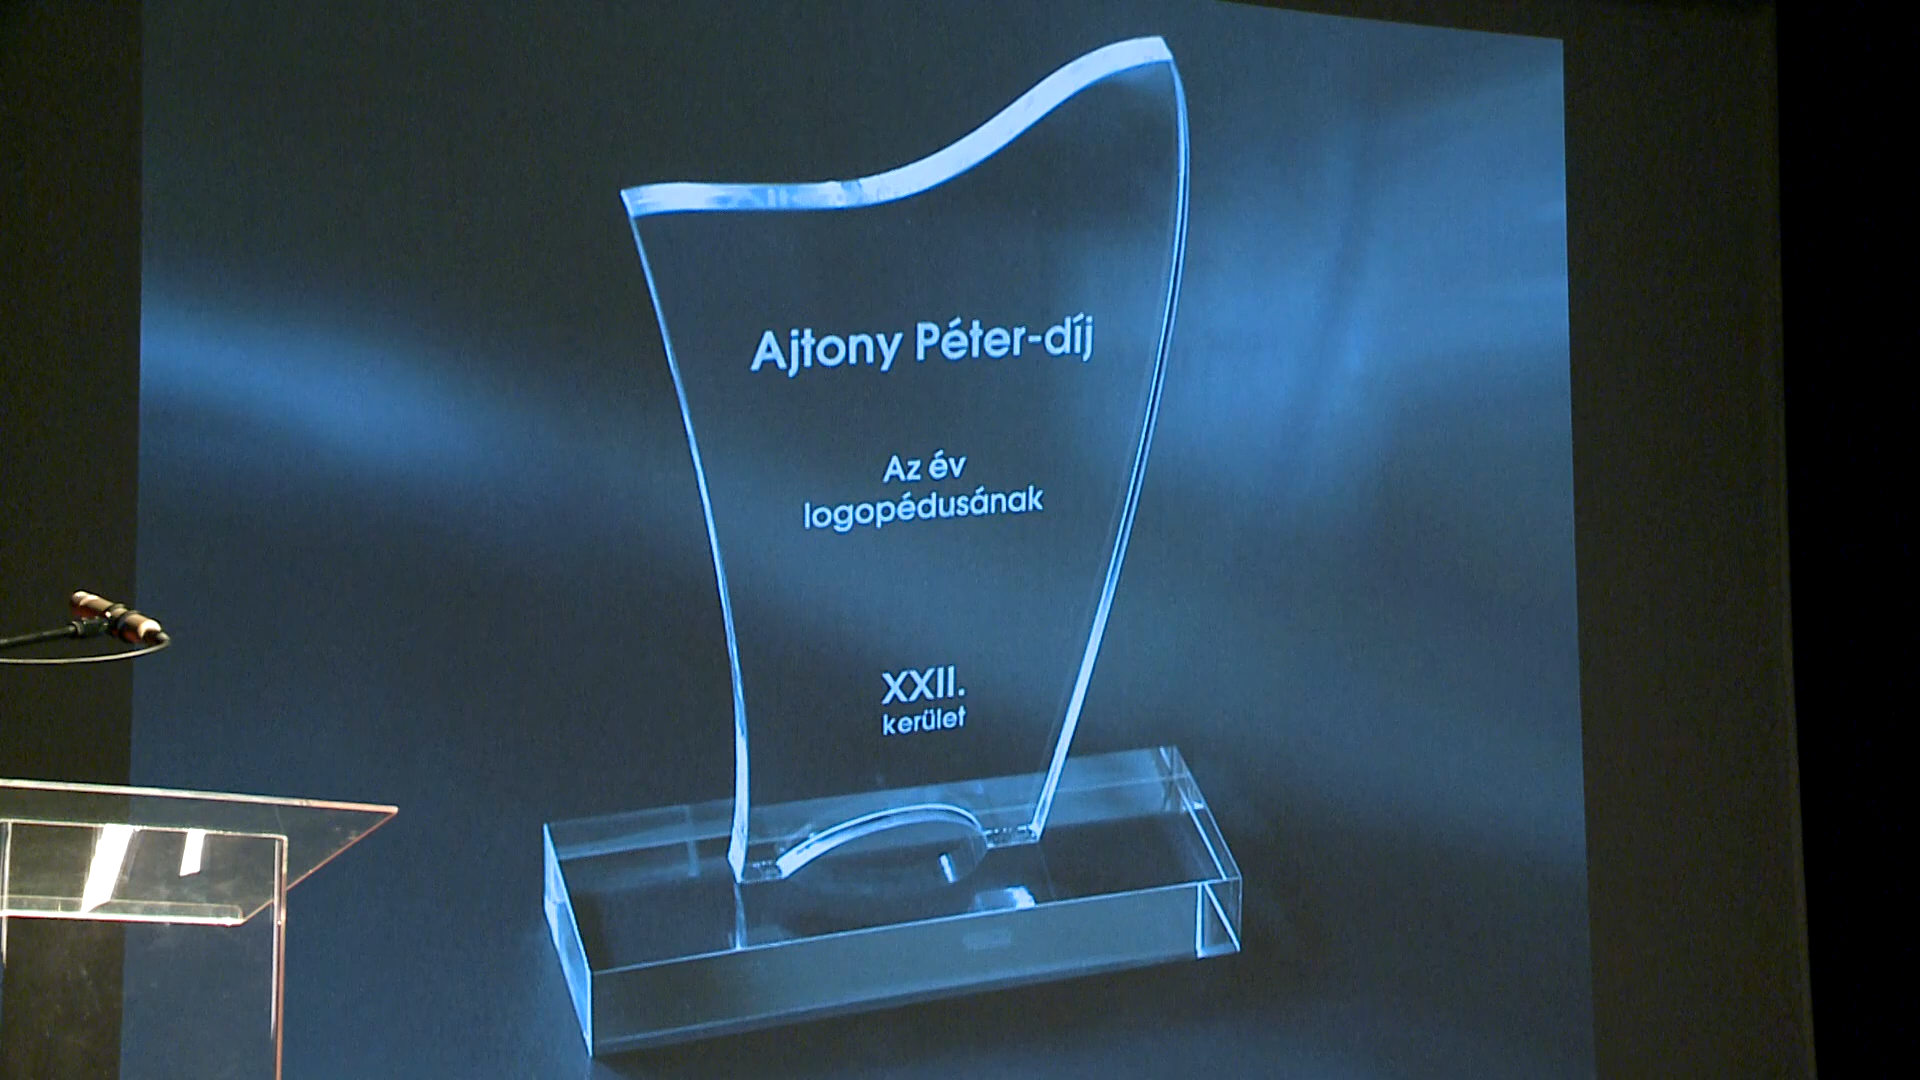 Ajtony Péter-díj
Az év
logopédusának
XXII.
kerület